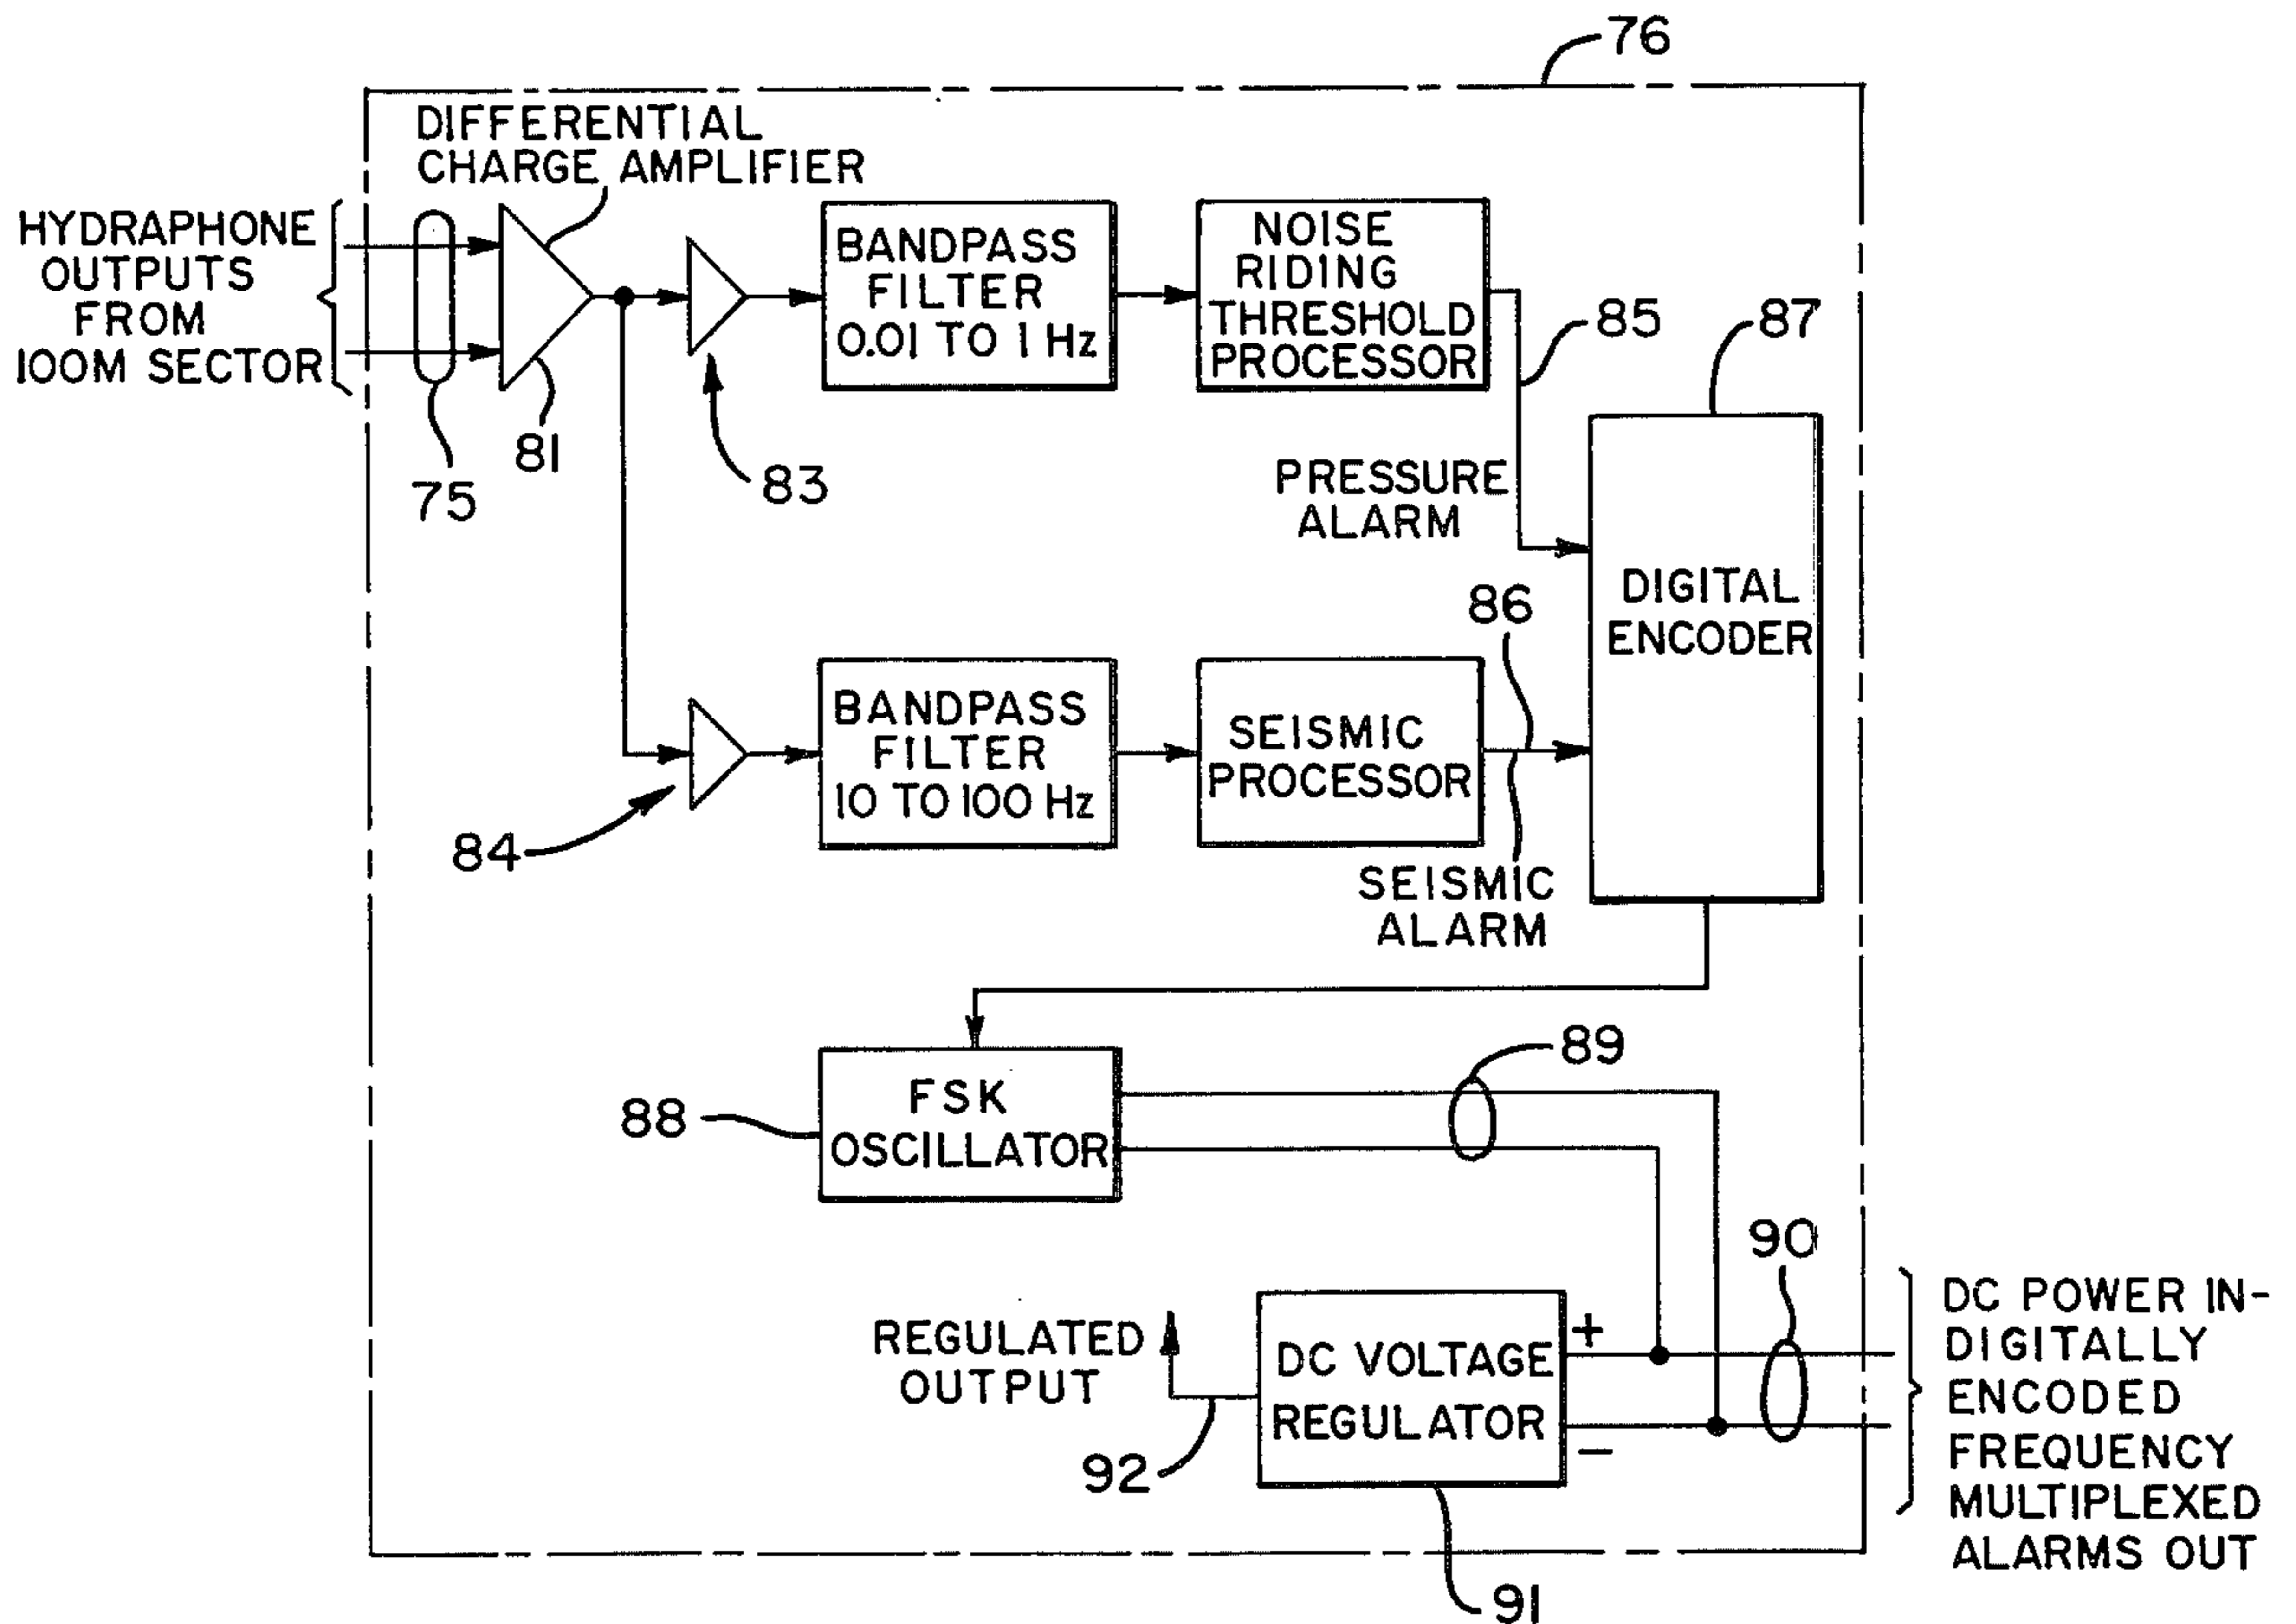 76
DIFFERENTIAL
CHARGE AMPLIFIER
HYDRAPHONE
OUTPUTS
FROM
100M SECTOR
75
81
83
BANDPASS
FILTER
0.01 TO 1 Hz
NOISE
RIDING
THRESHOLD
PROCESSOR
85
87
PRESSURE
ALARM
DIGITAL
ENCODER
84
BANDPASS
FILTER
10 TO 100 Hz
SEISMIC
PROCESSOR
86
SEISMIC
ALARM
88
FSK
OSCILLATOR
89
90
REGULATED
OUTPUT
92
DC VOLTAGE
REGULATOR
+
−
91
DC POWER IN-
DIGITALLY
ENCODED
FREQUENCY
MULTIPLEXED
ALARMS OUT